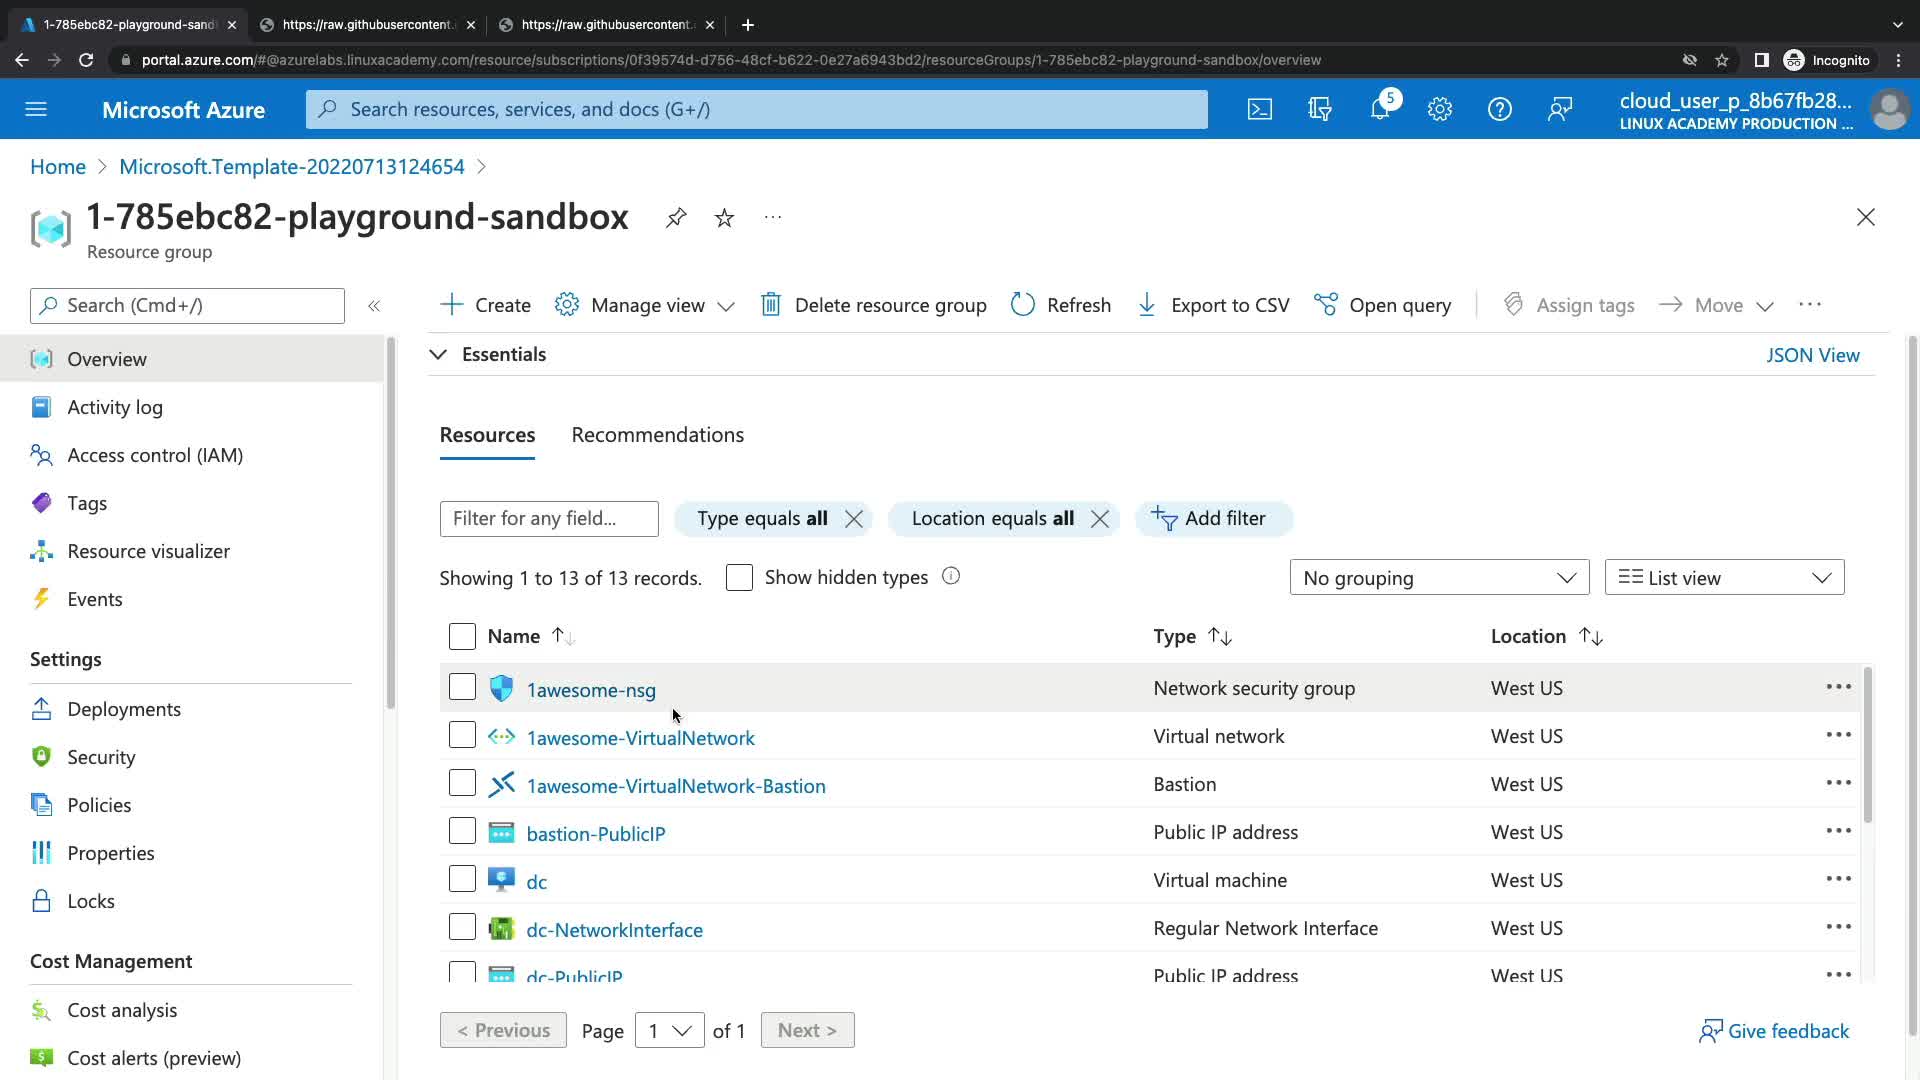 1-785ebc82-playground-sand
https://raw.githubusercontent.
https://raw.githubusercontent.
portal.azure.com/#@azurelabs.linuxacademy.com/resource/subscriptions/0f39574d-d756-48cf-b622-0e27a6943bd2/resourceGroups/1-785ebc82-playground-sandbox/overview
Incognito
Microsoft Azure
Search resources, services, and docs (G+/)
5
cloud_user_p_8b67fb28...
LINUX ACADEMY PRODUCTION ...
Home > Microsoft.Template-20220713124654 >
1-785ebc82-playground-sandbox
Resource group
Search (Cmd+/)
Create
Manage view
Delete resource group
Refresh
Export to CSV
Open query
Assign tags
Move
Overview
Activity log
Access control (IAM)
Tags
Resource visualizer
Events
Settings
Deployments
Security
Policies
Properties
Locks
Cost Management
Cost analysis
Cost alerts (preview)
Essentials
JSON View
Resources
Recommendations
Filter for any field...
Type equals all
Location equals all
Add filter
Showing 1 to 13 of 13 records.
Show hidden types
No grouping
List view
Name
Type
Location
1awesome-nsg Network security group West US
1awesome-VirtualNetwork Virtual network West US
1awesome-VirtualNetwork-Bastion Bastion West US
bastion-PublicIP Public IP address West US
dc Virtual machine West US
dc-NetworkInterface Regular Network Interface West US
dc-PublicIP Public IP address West US
< Previous
Page 1 of 1
Next >
Give feedback